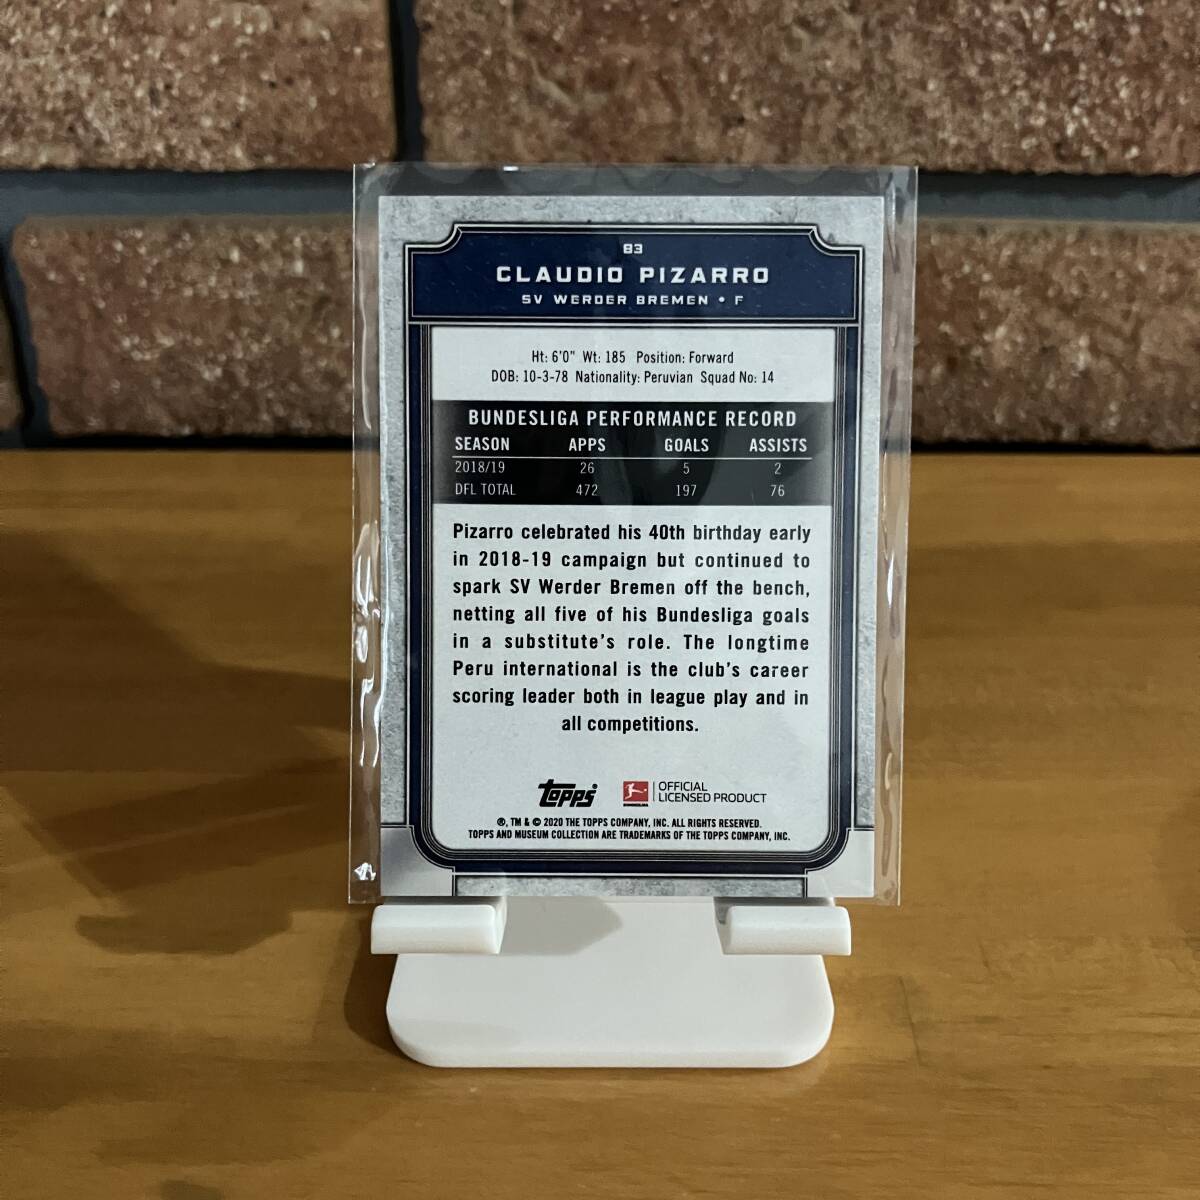 83
CLAUDIO PIZARRO
SV WERDER BREMEN • F
Ht: 6'0" Wt: 185 Position: Forward
DOB: 10-3-78 Nationality: Peruvian Squad No: 14
BUNDESLIGA PERFORMANCE RECORD
SEASON APPS GOALS ASSISTS
2018/19 26 5 2
DFL TOTAL 472 197 76
Pizarro celebrated his 40th birthday early
in 2018-19 campaign but continued to
spark SV Werder Bremen off the bench,
netting all five of his Bundesliga goals
in a substitute's role. The longtime
Peru international is the club's career
scoring leader both in league play and in
all competitions.
Topps
OFFICIAL
LICENSED PRODUCT
®, TM & © 2020 THE TOPPS COMPANY, INC. ALL RIGHTS RESERVED.
TOPPS AND MUSEUM COLLECTION ARE TRADEMARKS OF THE TOPPS COMPANY, INC.